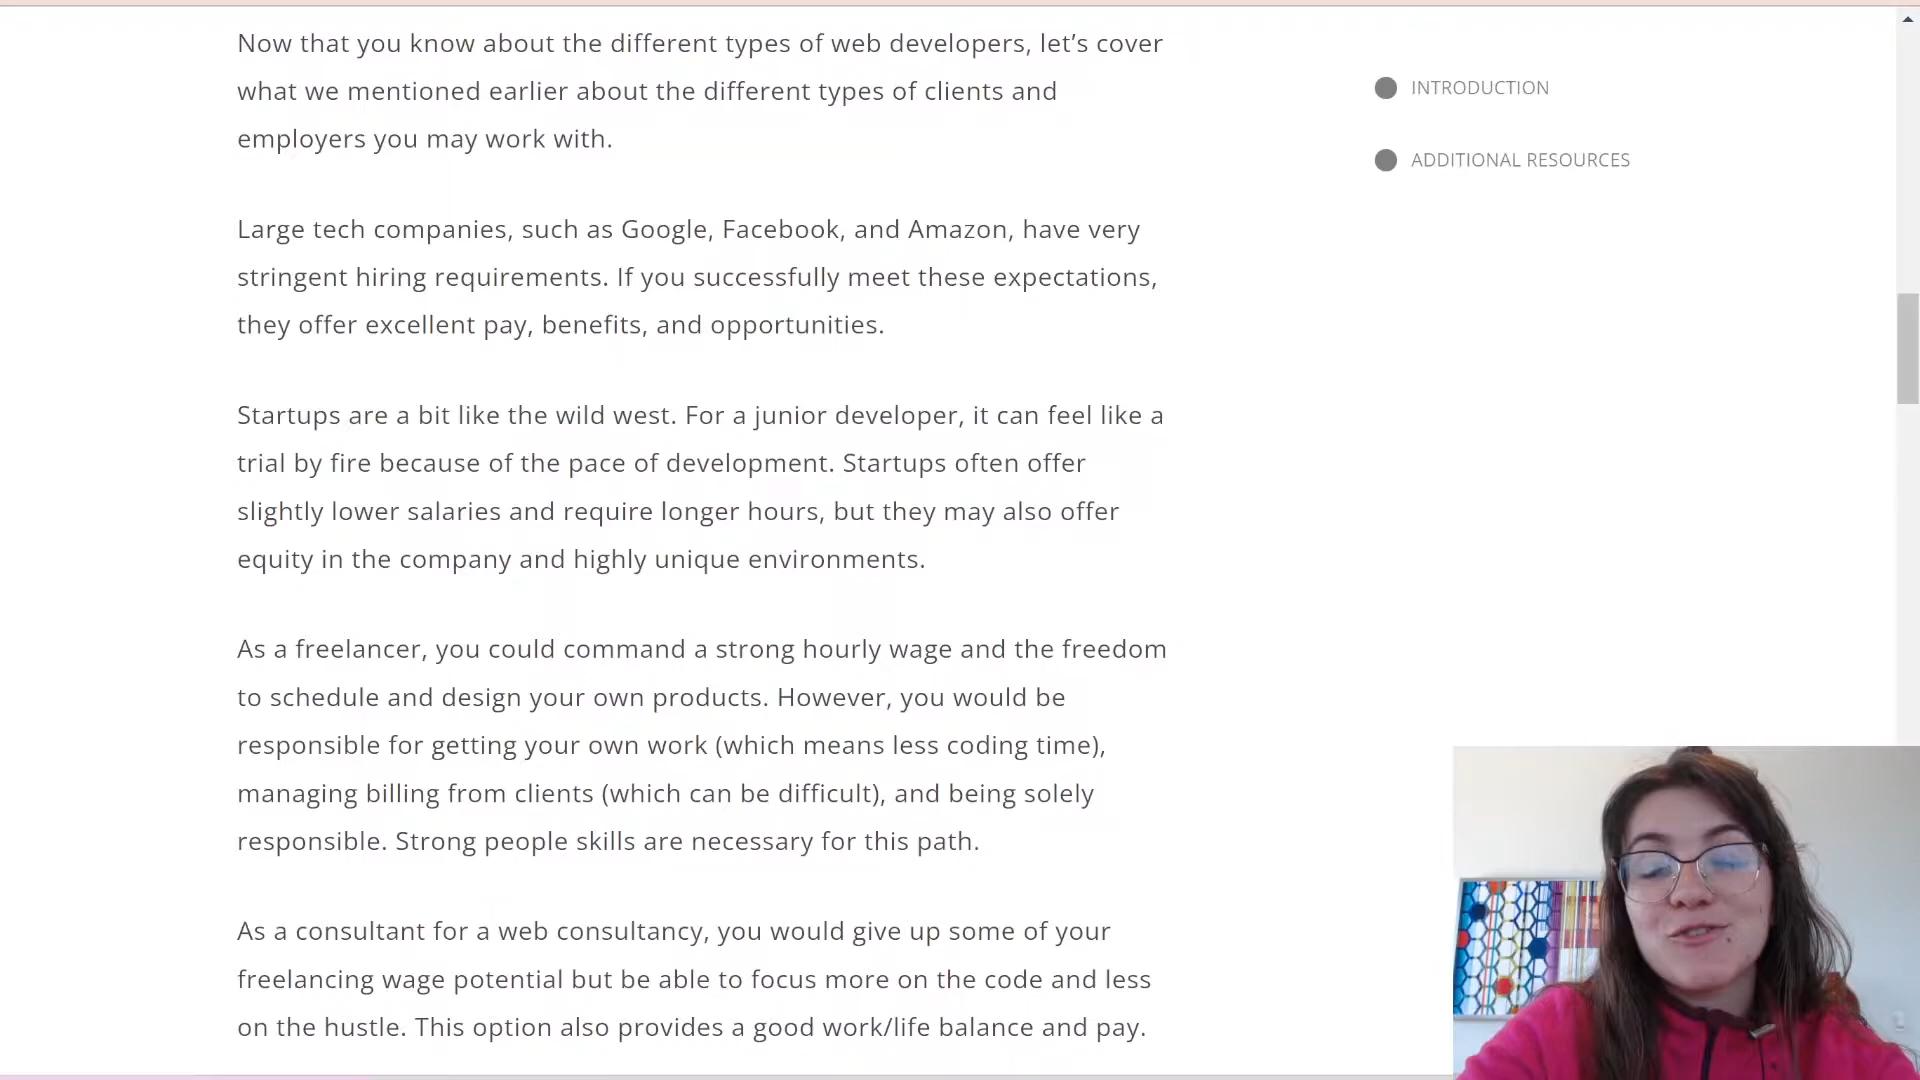 Now that you know about the different types of web developers, let’s cover
what we mentioned earlier about the different types of clients and
employers you may work with.
Large tech companies, such as Google, Facebook, and Amazon, have very
stringent hiring requirements. If you successfully meet these expectations,
they offer excellent pay, benefits, and opportunities.
Startups are a bit like the wild west. For a junior developer, it can feel like a
trial by fire because of the pace of development. Startups often offer
slightly lower salaries and require longer hours, but they may also offer
equity in the company and highly unique environments.
As a freelancer, you could command a strong hourly wage and the freedom
to schedule and design your own products. However, you would be
responsible for getting your own work (which means less coding time),
managing billing from clients (which can be difficult), and being solely
responsible. Strong people skills are necessary for this path.
As a consultant for a web consultancy, you would give up some of your
freelancing wage potential but be able to focus more on the code and less
on the hustle. This option also provides a good work/life balance and pay.
INTRODUCTION
ADDITIONAL RESOURCES